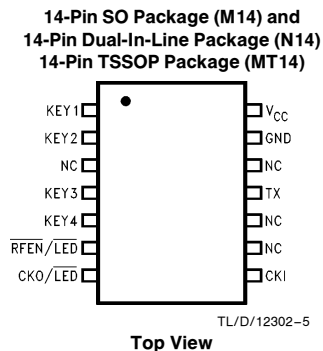 14-Pin SO Package (M14) and
14-Pin Dual-In-Line Package (N14)
14-Pin TSSOP Package (MT14)
KEY1 VCC
KEY2 GND
NC NC
KEY3 TX
KEY4 NC
RFEN/LED NC
CKO/LED CKI
TL/D/12302–5
Top View